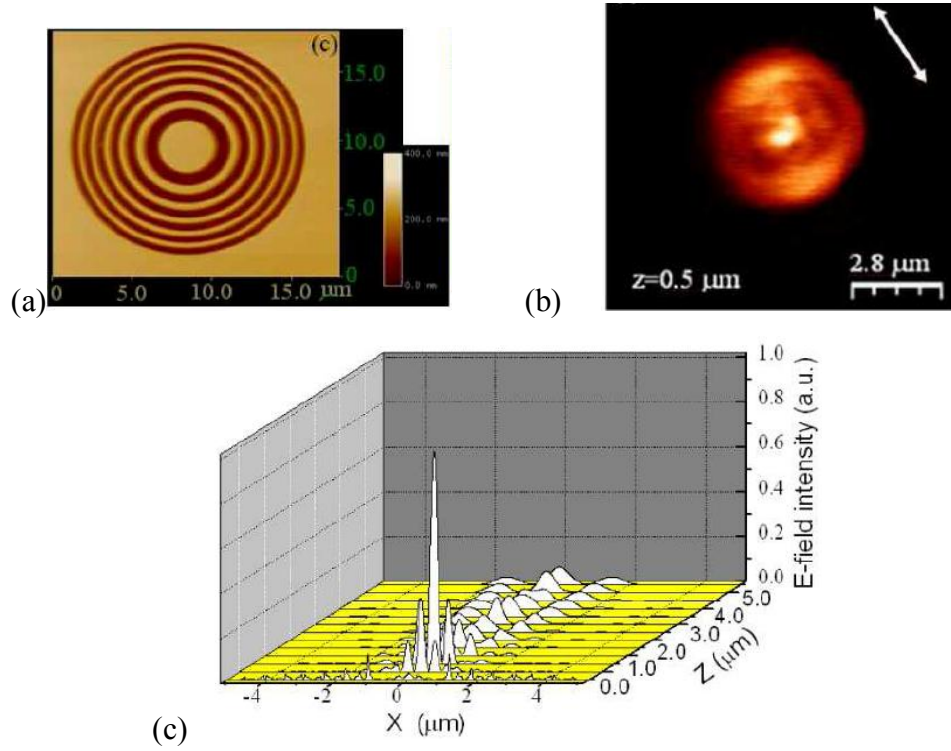 (c)
15.0
10.0
5.0
0
400.0 nm
200.0 nm
0.0 nm
0 5.0 10.0 15.0 μm
(a)
z=0.5 μm
2.8 μm
(b)
1.0
0.8
0.6
0.4
0.2
0.0
E-field intensity (a.u.)
5.0
4.0
3.0
2.0
1.0
0.0
Z (μm)
-4 -2 0 2 4
X (μm)
(c)